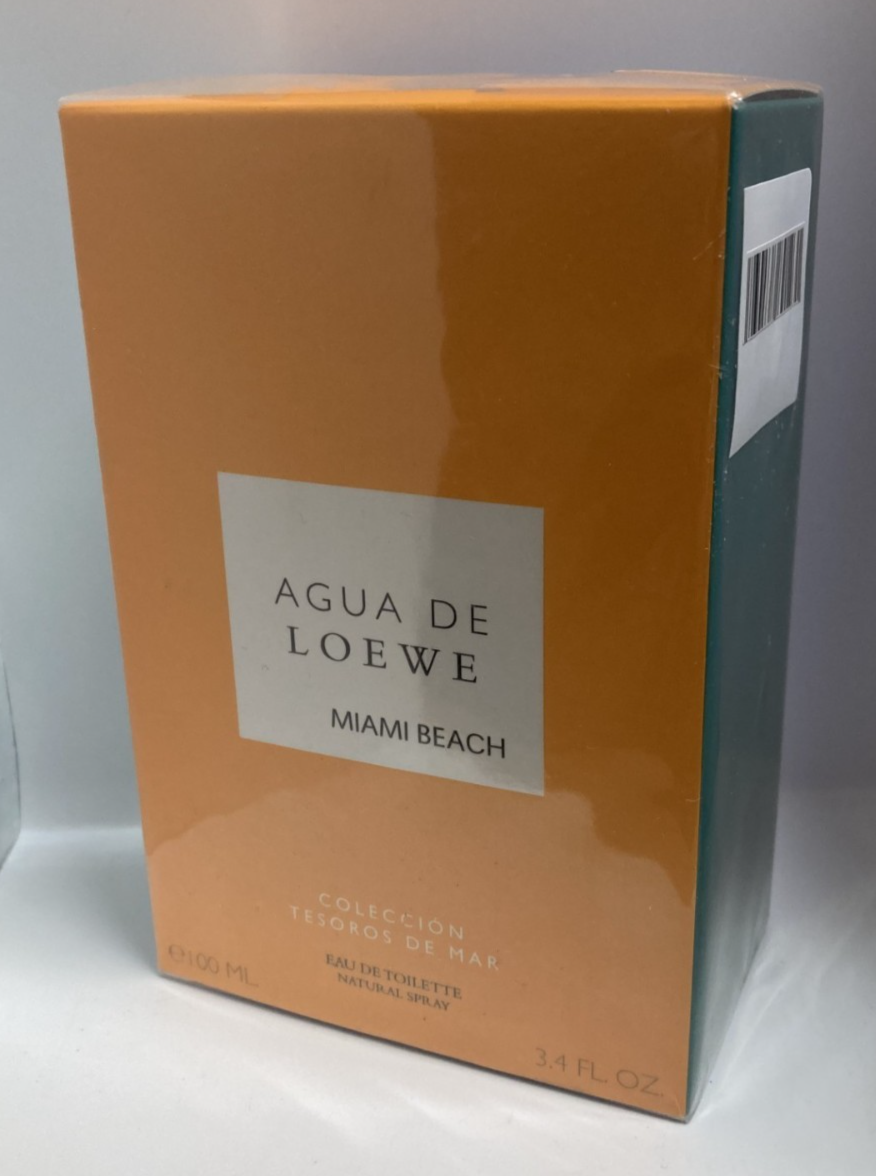 AGUA DE
LOEWE
MIAMI BEACH
COLECCIÓN
TESOROS DE MAR
EAU DE TOILETTE
NATURAL SPRAY
℮100 ML
3.4 FL. OZ.